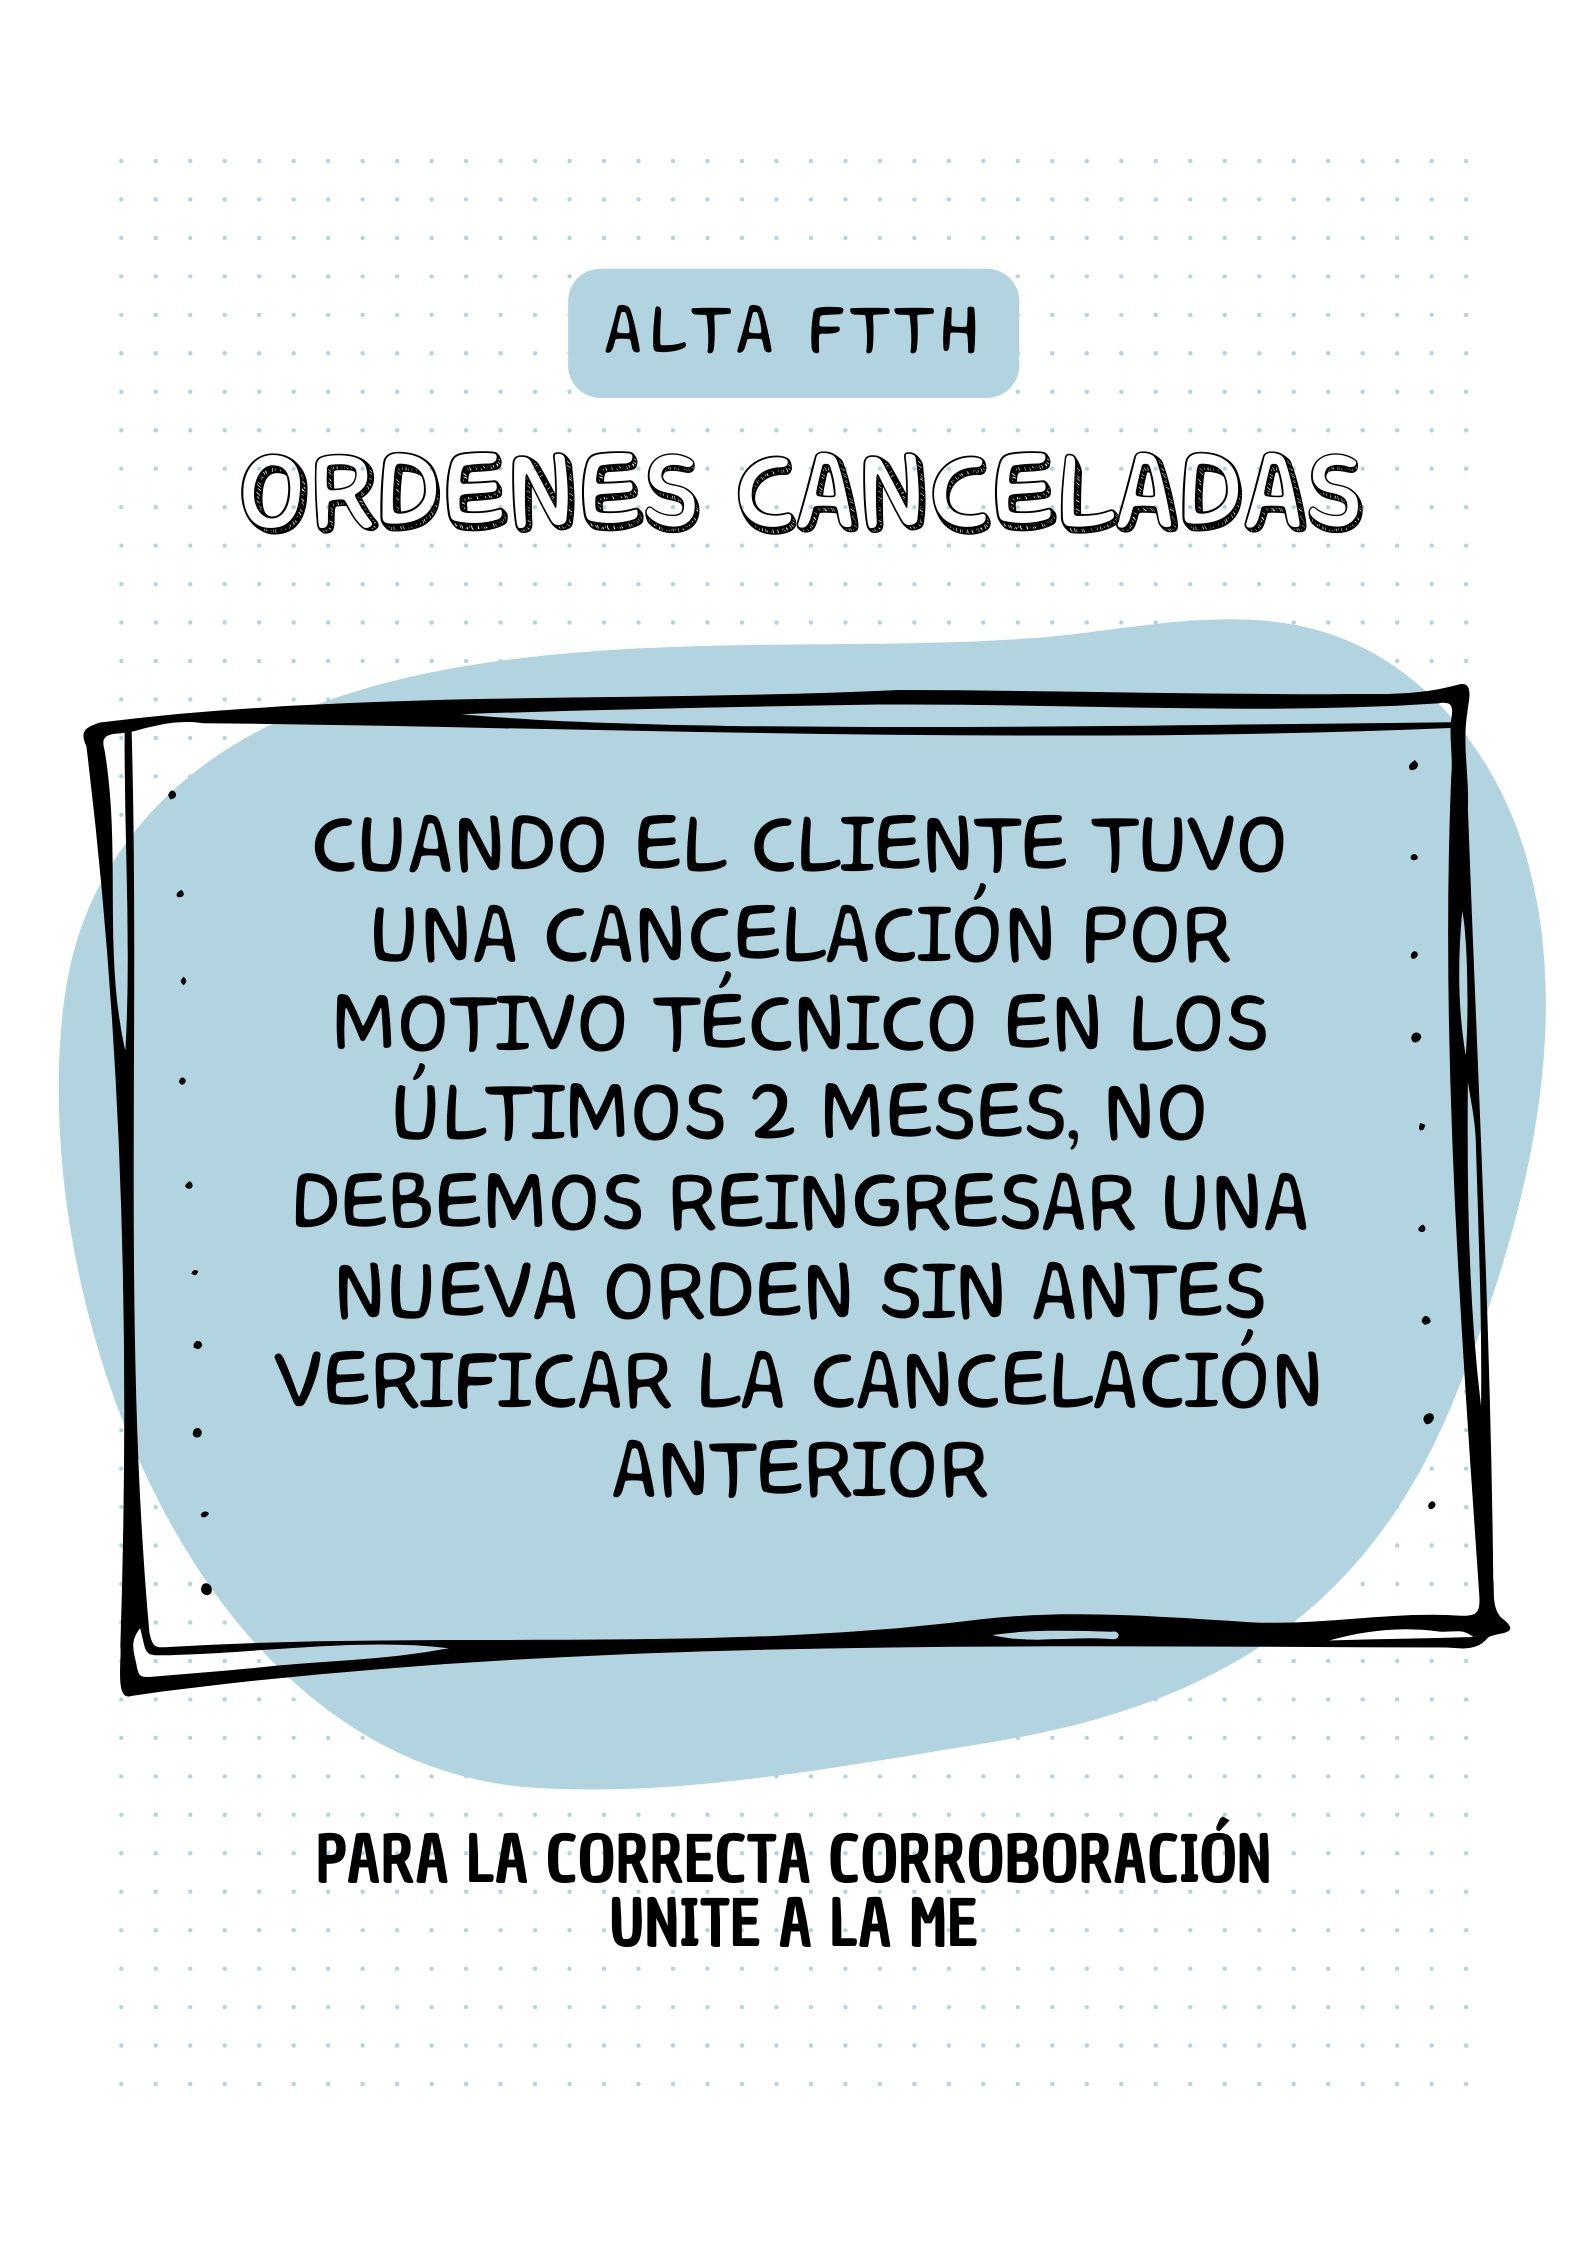 ALTA FTTH
ORDENES CANCELADAS
CUANDO EL CLIENTE TUVO
UNA CANCELACIÓN POR
MOTIVO TÉCNICO EN LOS
ÚLTIMOS 2 MESES, NO
DEBEMOS REINGRESAR UNA
NUEVA ORDEN SIN ANTES
VERIFICAR LA CANCELACIÓN
ANTERIOR
PARA LA CORRECTA CORROBORACIÓN
UNITE A LA ME